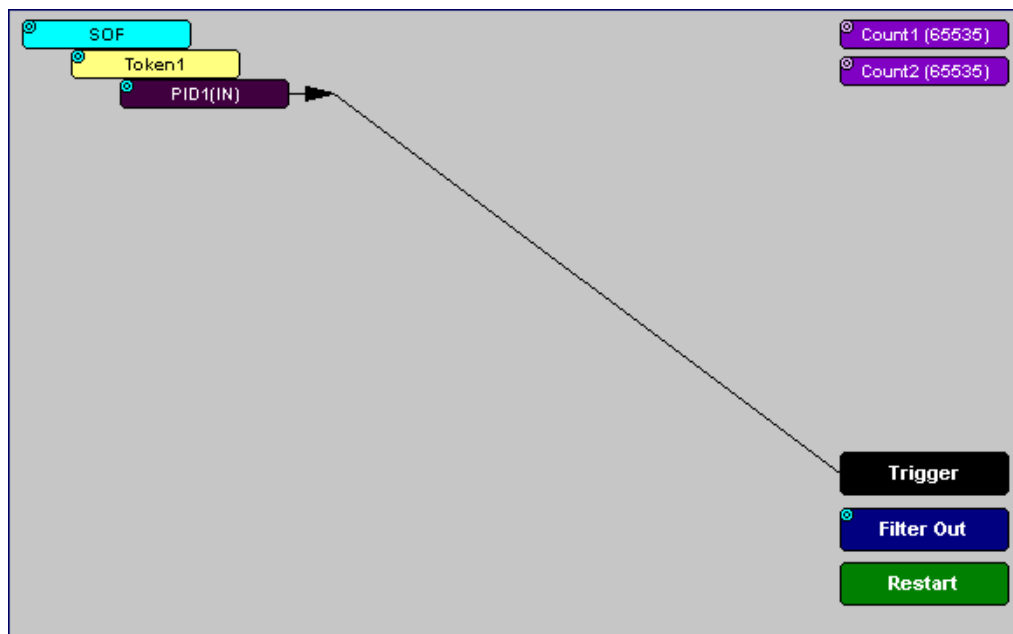 SOF
Token1
PID1(IN)
Count1 (65535)
Count2 (65535)
Trigger
Filter Out
Restart